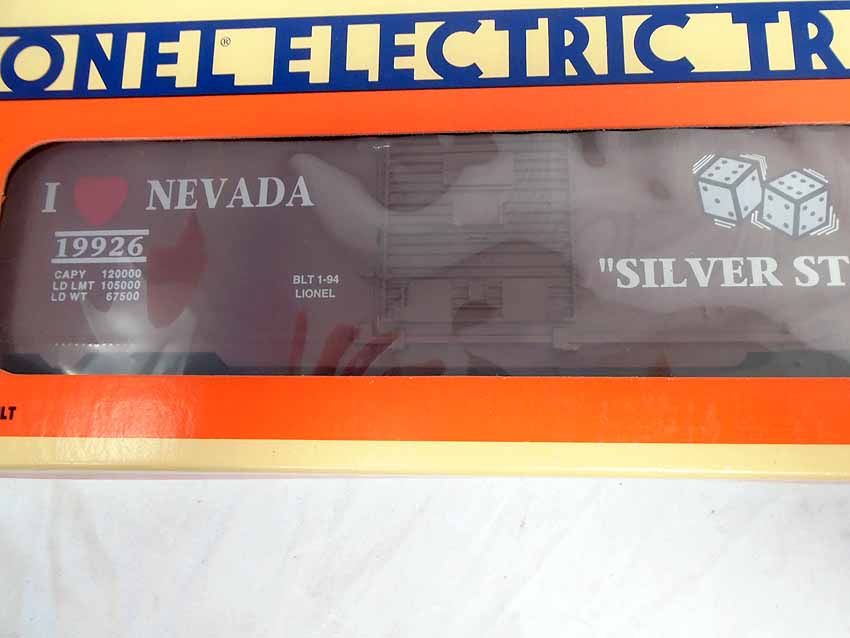 ONEL® ELECTRIC TR
I ❤ NEVADA
19926
CAPY 120000
LD LMT 105000
LD WT 67500
BLT 1-94
LIONEL
"SILVER ST
LT